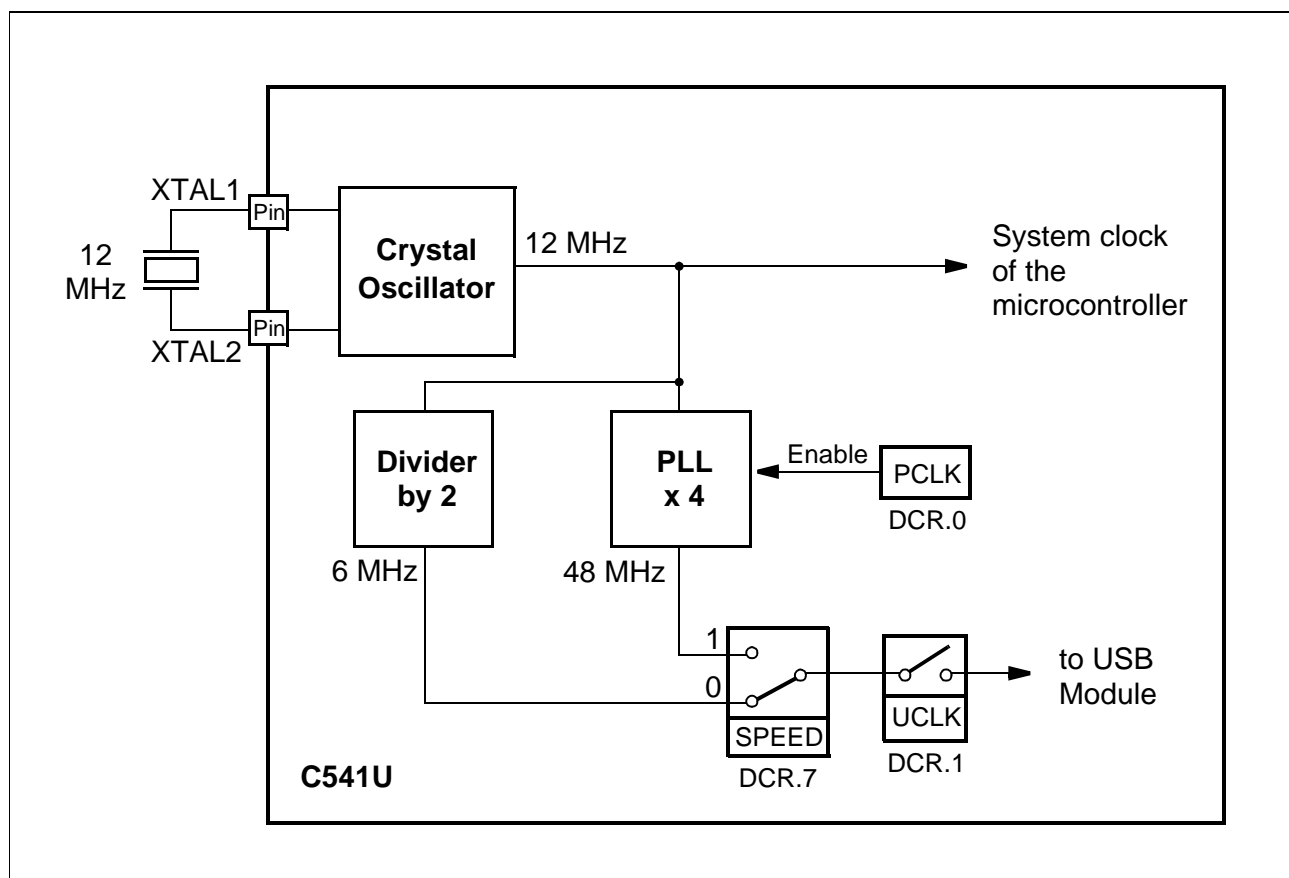 XTAL1
Pin
12
MHz
Pin
XTAL2
Crystal
Oscillator
12 MHz
System clock
of the
microcontroller
Divider
by 2
PLL
x 4
Enable
PCLK
DCR.0
6 MHz
48 MHz
1
0
SPEED
DCR.7
UCLK
DCR.1
to USB
Module
C541U